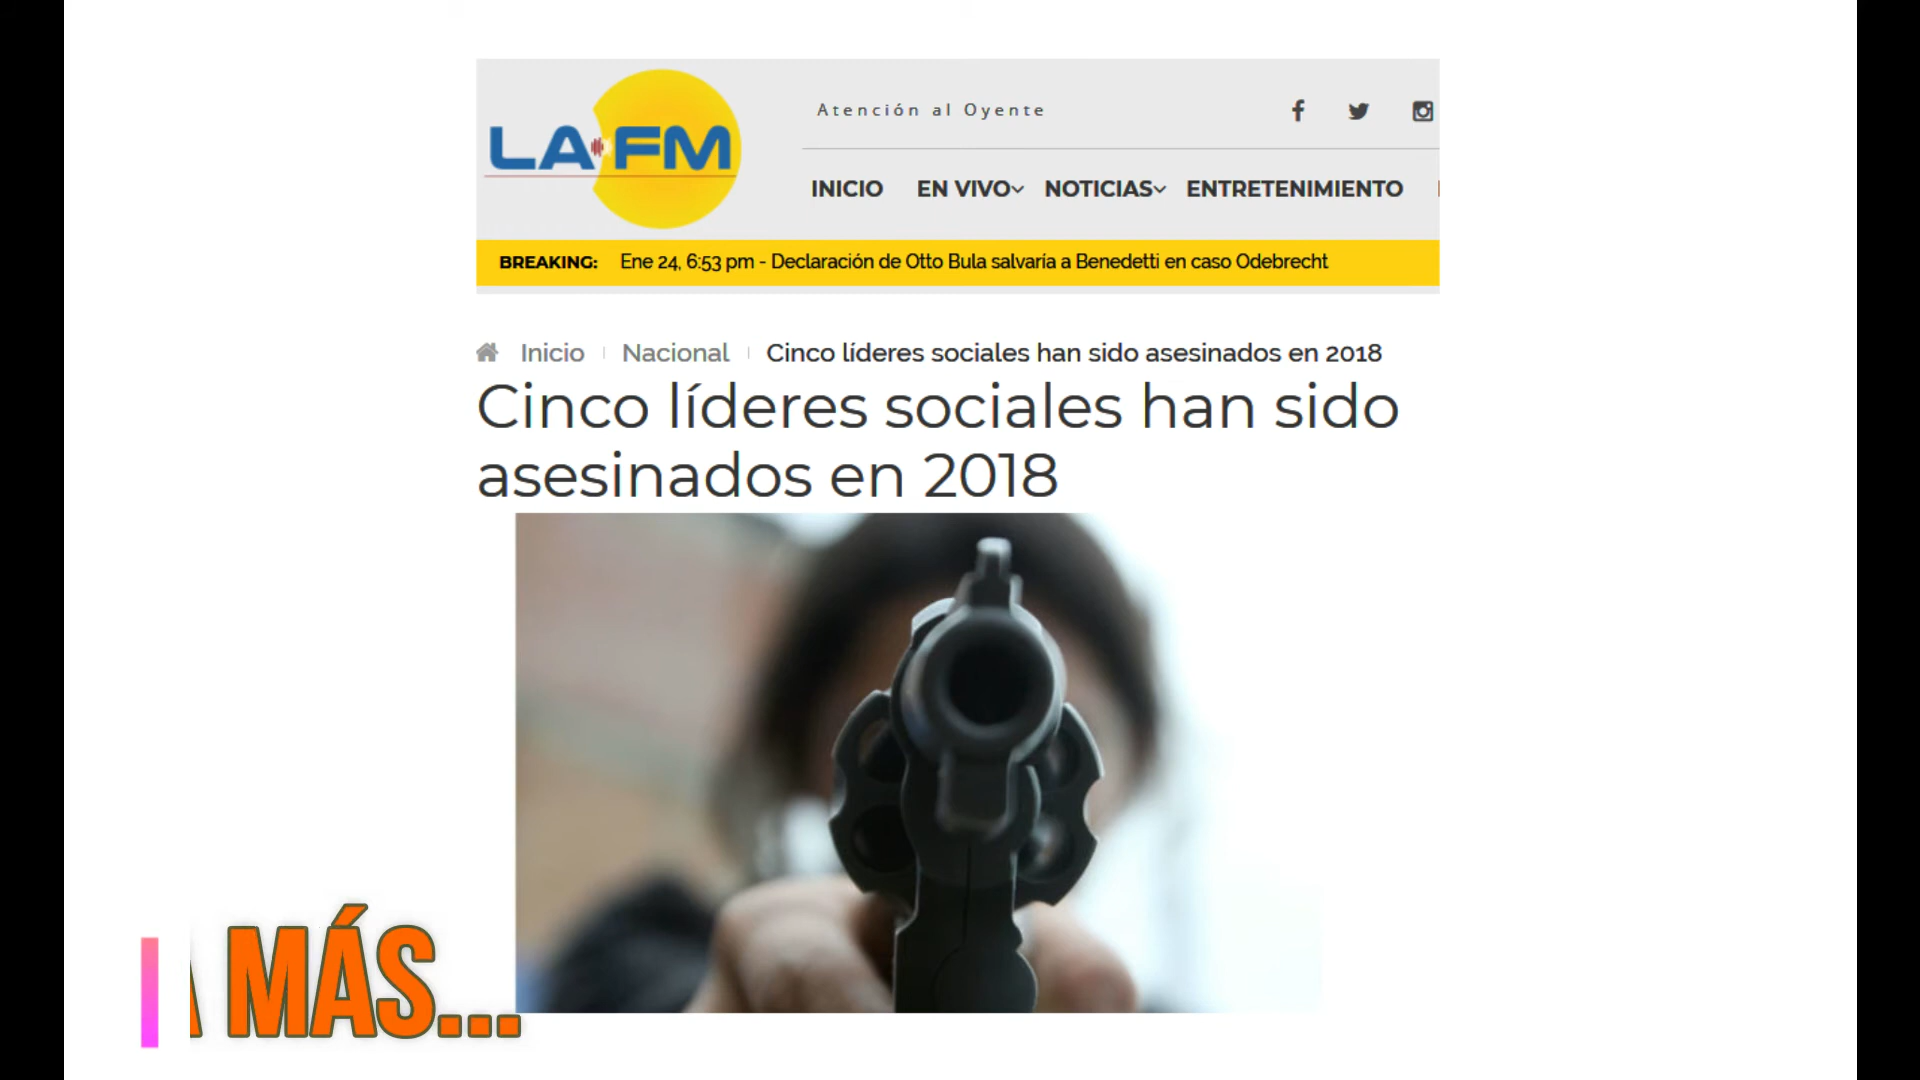 LA FM
Atención al Oyente
INICIO EN VIVO NOTICIAS ENTRETENIMIENTO
BREAKING: Ene 24, 6:53 pm - Declaración de Otto Bula salvaría a Benedetti en caso Odebrecht
Inicio Nacional Cinco líderes sociales han sido asesinados en 2018
Cinco líderes sociales han sido
asesinados en 2018
MÁS...